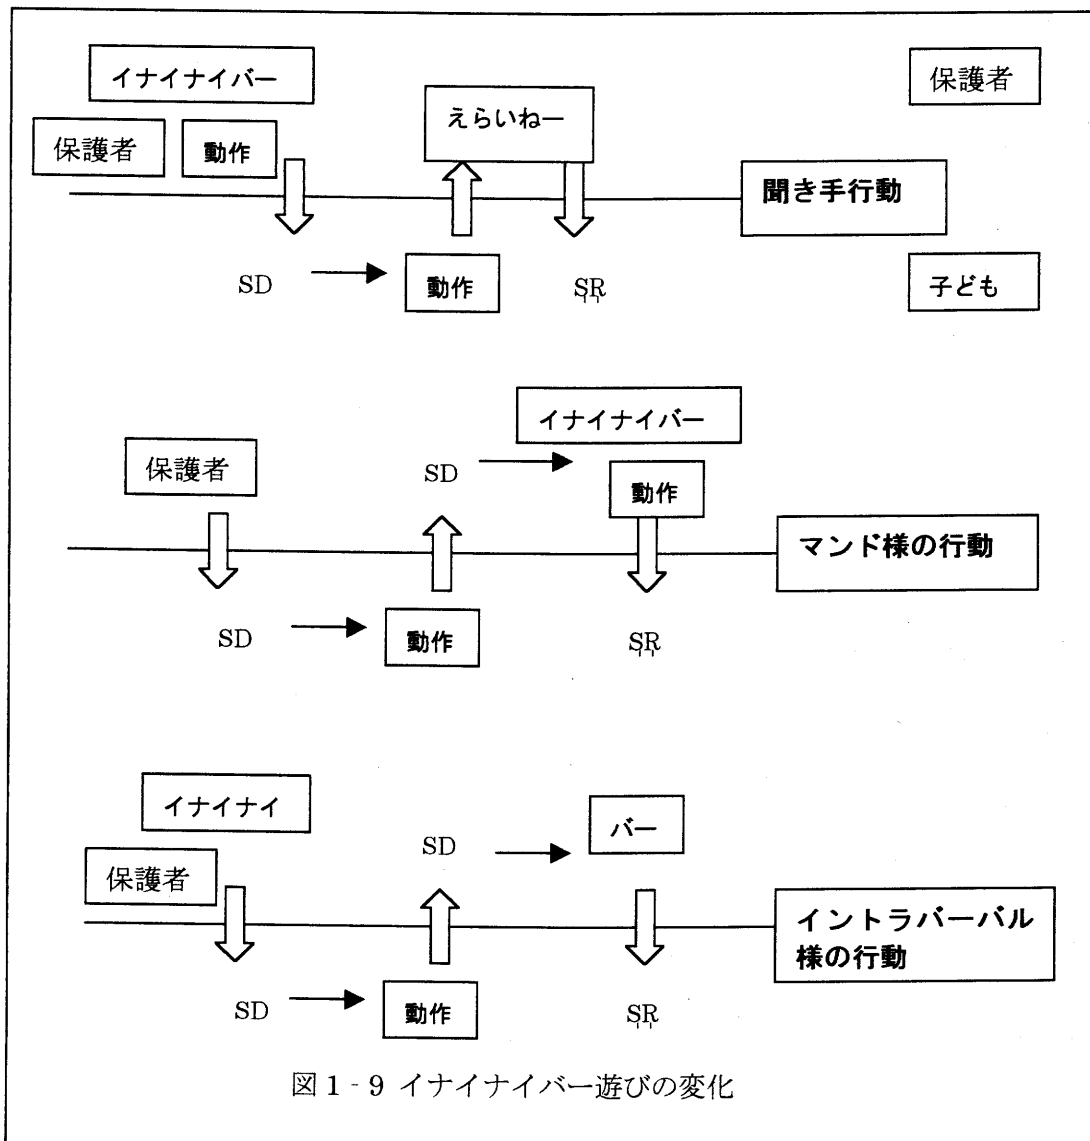 イナイナイバー
保護者
えらいねー
保護者
動作
聞き手行動
SD
動作
SR
子ども
イナイナイバー
保護者
SD
動作
マンド様の行動
SD
動作
SR
イナイナイ
バー
SD
保護者
イントラバーバル
様の行動
SD
動作
SR
図1-9 イナイナイバー遊びの変化